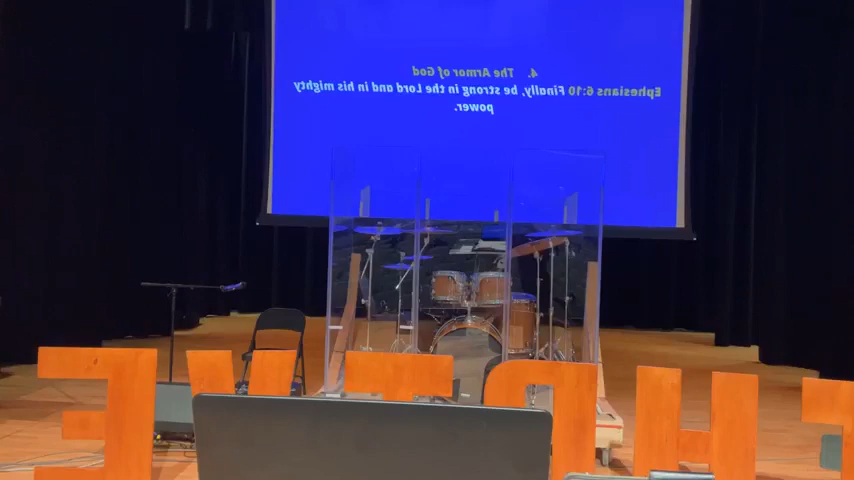 4. The Armor of God
Ephesians 6:10 Finally, be strong in the Lord and in his mighty
power.